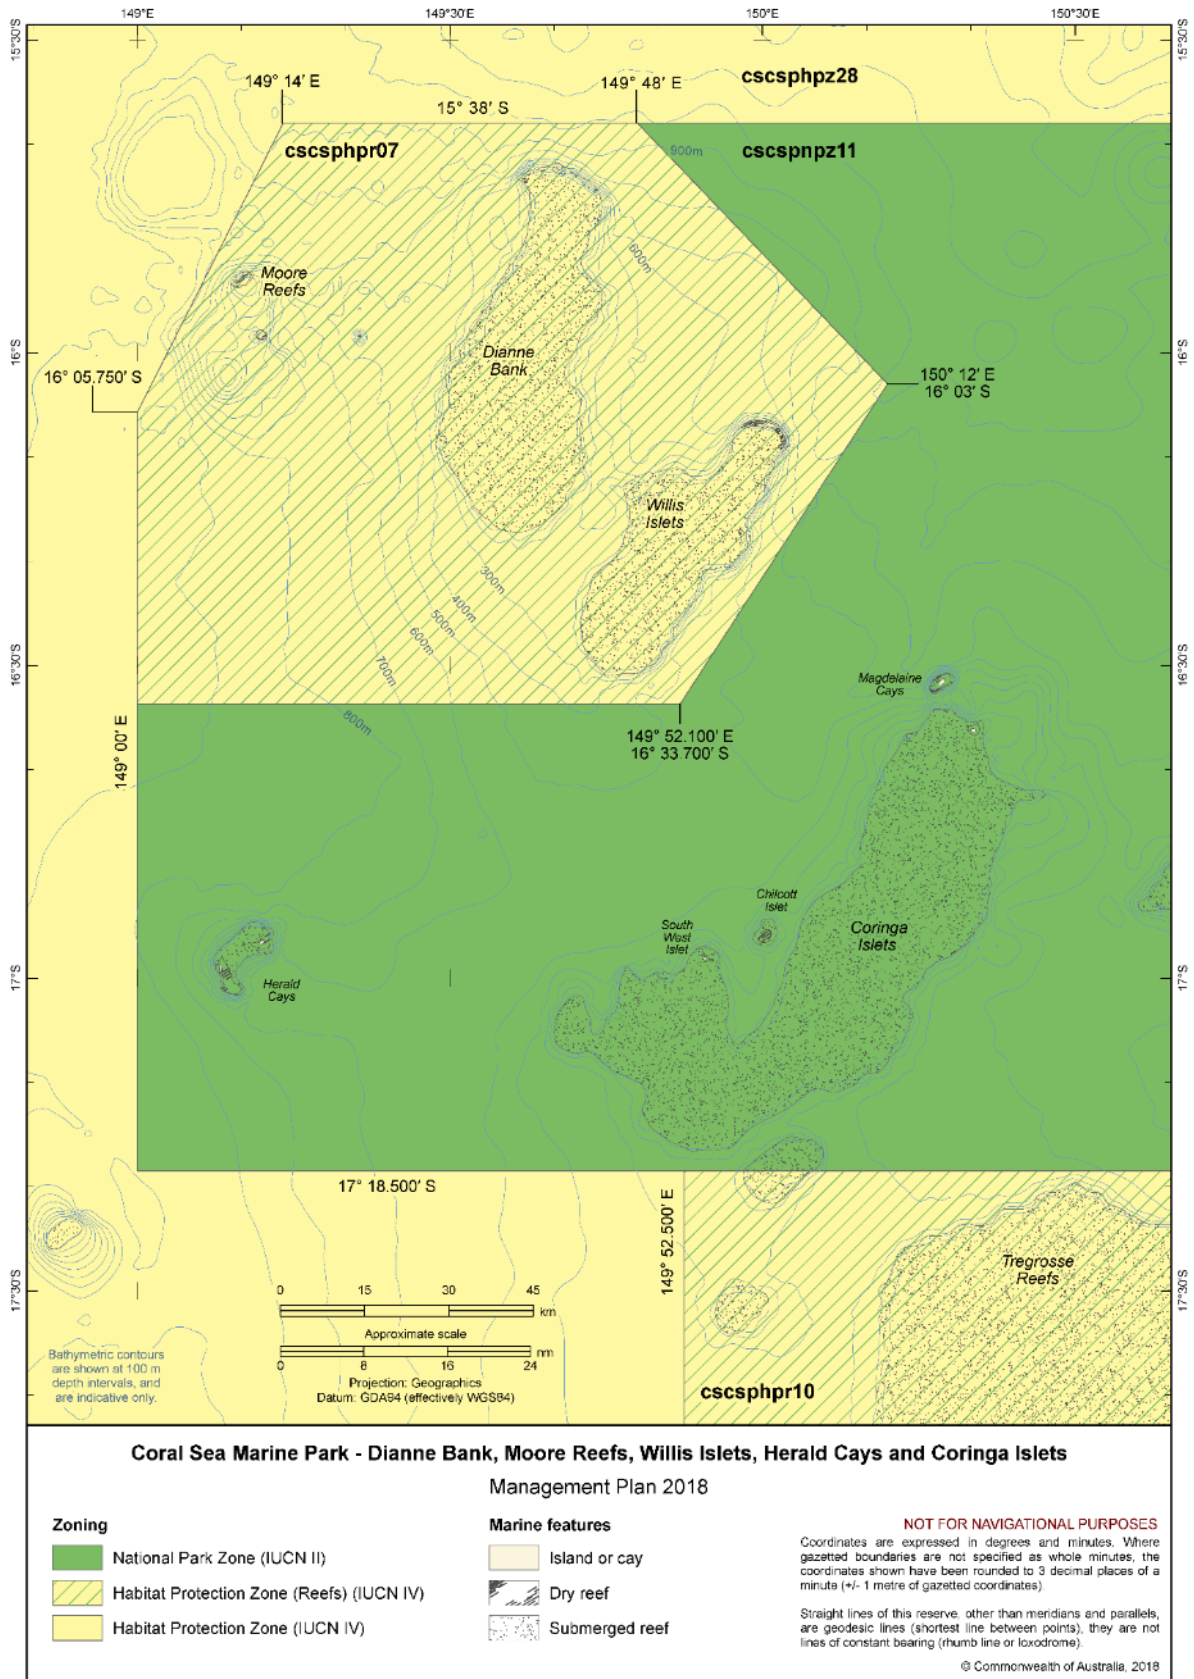 149°E
149°30'E
150°E
150°30'E
15°30'S
15°30'S
cscsphpz28
149° 14' E
149° 48' E
15° 38' S
cscsphpr07
cscspnpz11
900m
600m
Moore
Reefs
16°S
16°S
Dianne
Bank
16° 05.750' S
150° 12' E
16° 03' S
Willis
Islets
300m
400m
500m
600m
700m
800m
16°30'S
16°30'S
Magdelaine
Cays
149° 00' E
149° 52.100' E
16° 33.700' S
Chilcott
Islet
South
West
Islet
Coringa
Islets
17°S
17°S
Herald
Cays
17° 18.500' S
149° 52.500' E
Tregrosse
Reefs
17°30'S
17°30'S
0 15 30 45 km
Approximate scale
0 8 16 24 nm
Projection: Geographics
Datum: GDA94 (effectively WGS84)
Bathymetric contours
are shown at 100 m
depth intervals, and
are indicative only.
cscsphpr10
Coral Sea Marine Park - Dianne Bank, Moore Reefs, Willis Islets, Herald Cays and Coringa Islets
Management Plan 2018
Zoning
National Park Zone (IUCN II)
Habitat Protection Zone (Reefs) (IUCN IV)
Habitat Protection Zone (IUCN IV)
Marine features
Island or cay
Dry reef
Submerged reef
NOT FOR NAVIGATIONAL PURPOSES
Coordinates are expressed in degrees and minutes. Where
gazetted boundaries are not specified as whole minutes, the
coordinates shown have been rounded to 3 decimal places of a
minute (+/- 1 metre of gazetted coordinates).
Straight lines of this reserve, other than meridians and parallels,
are geodesic lines (shortest line between points), they are not
lines of constant bearing (rhumb line or loxodrome).
© Commonwealth of Australia, 2018